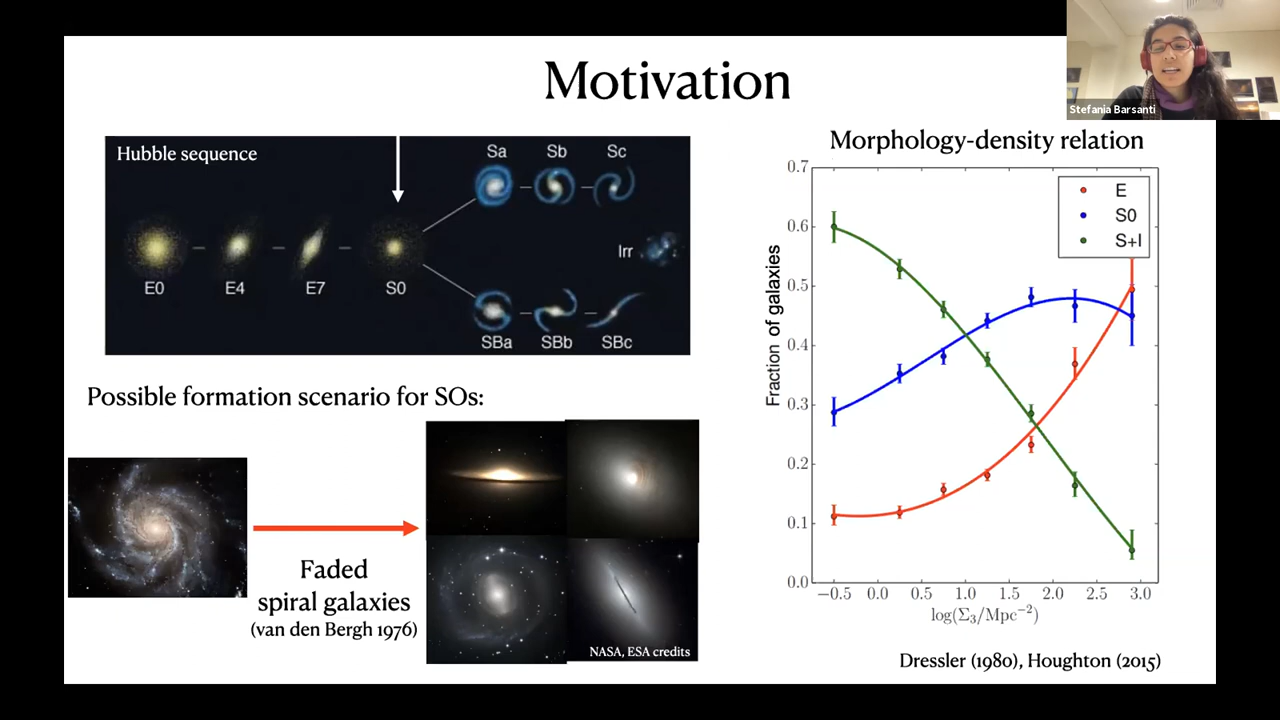 Motivation
Stefania Barsanti
Hubble sequence
Sa Sb Sc
Irr
E0 E4 E7 S0
SBa SBb SBc
Possible formation scenario for SOs:
Faded
spiral galaxies
(van den Bergh 1976)
NASA, ESA credits
Morphology-density relation
E
S0
S+I
Fraction of galaxies
0.7
0.6
0.5
0.4
0.3
0.2
0.1
0.0
−0.5 0.0 0.5 1.0 1.5 2.0 2.5 3.0
log(Σ₃/Mpc⁻²)
Dressler (1980), Houghton (2015)